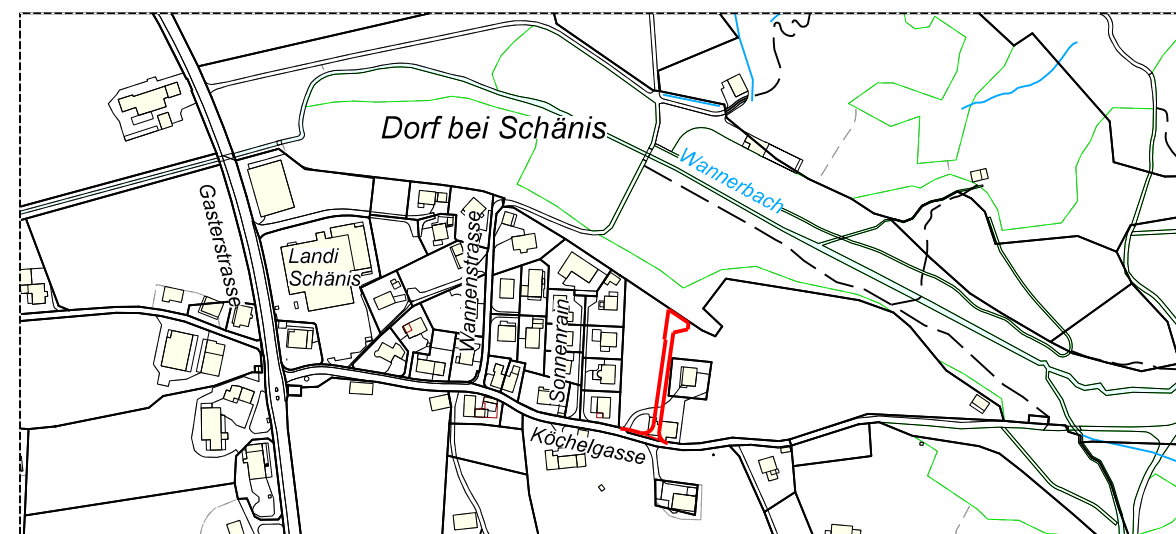 Dorf bei Schänis
Wannerbach
Gasterstrasse
Landi
Schänis
Wannenstrasse
Sonnenrain
Köchelgasse